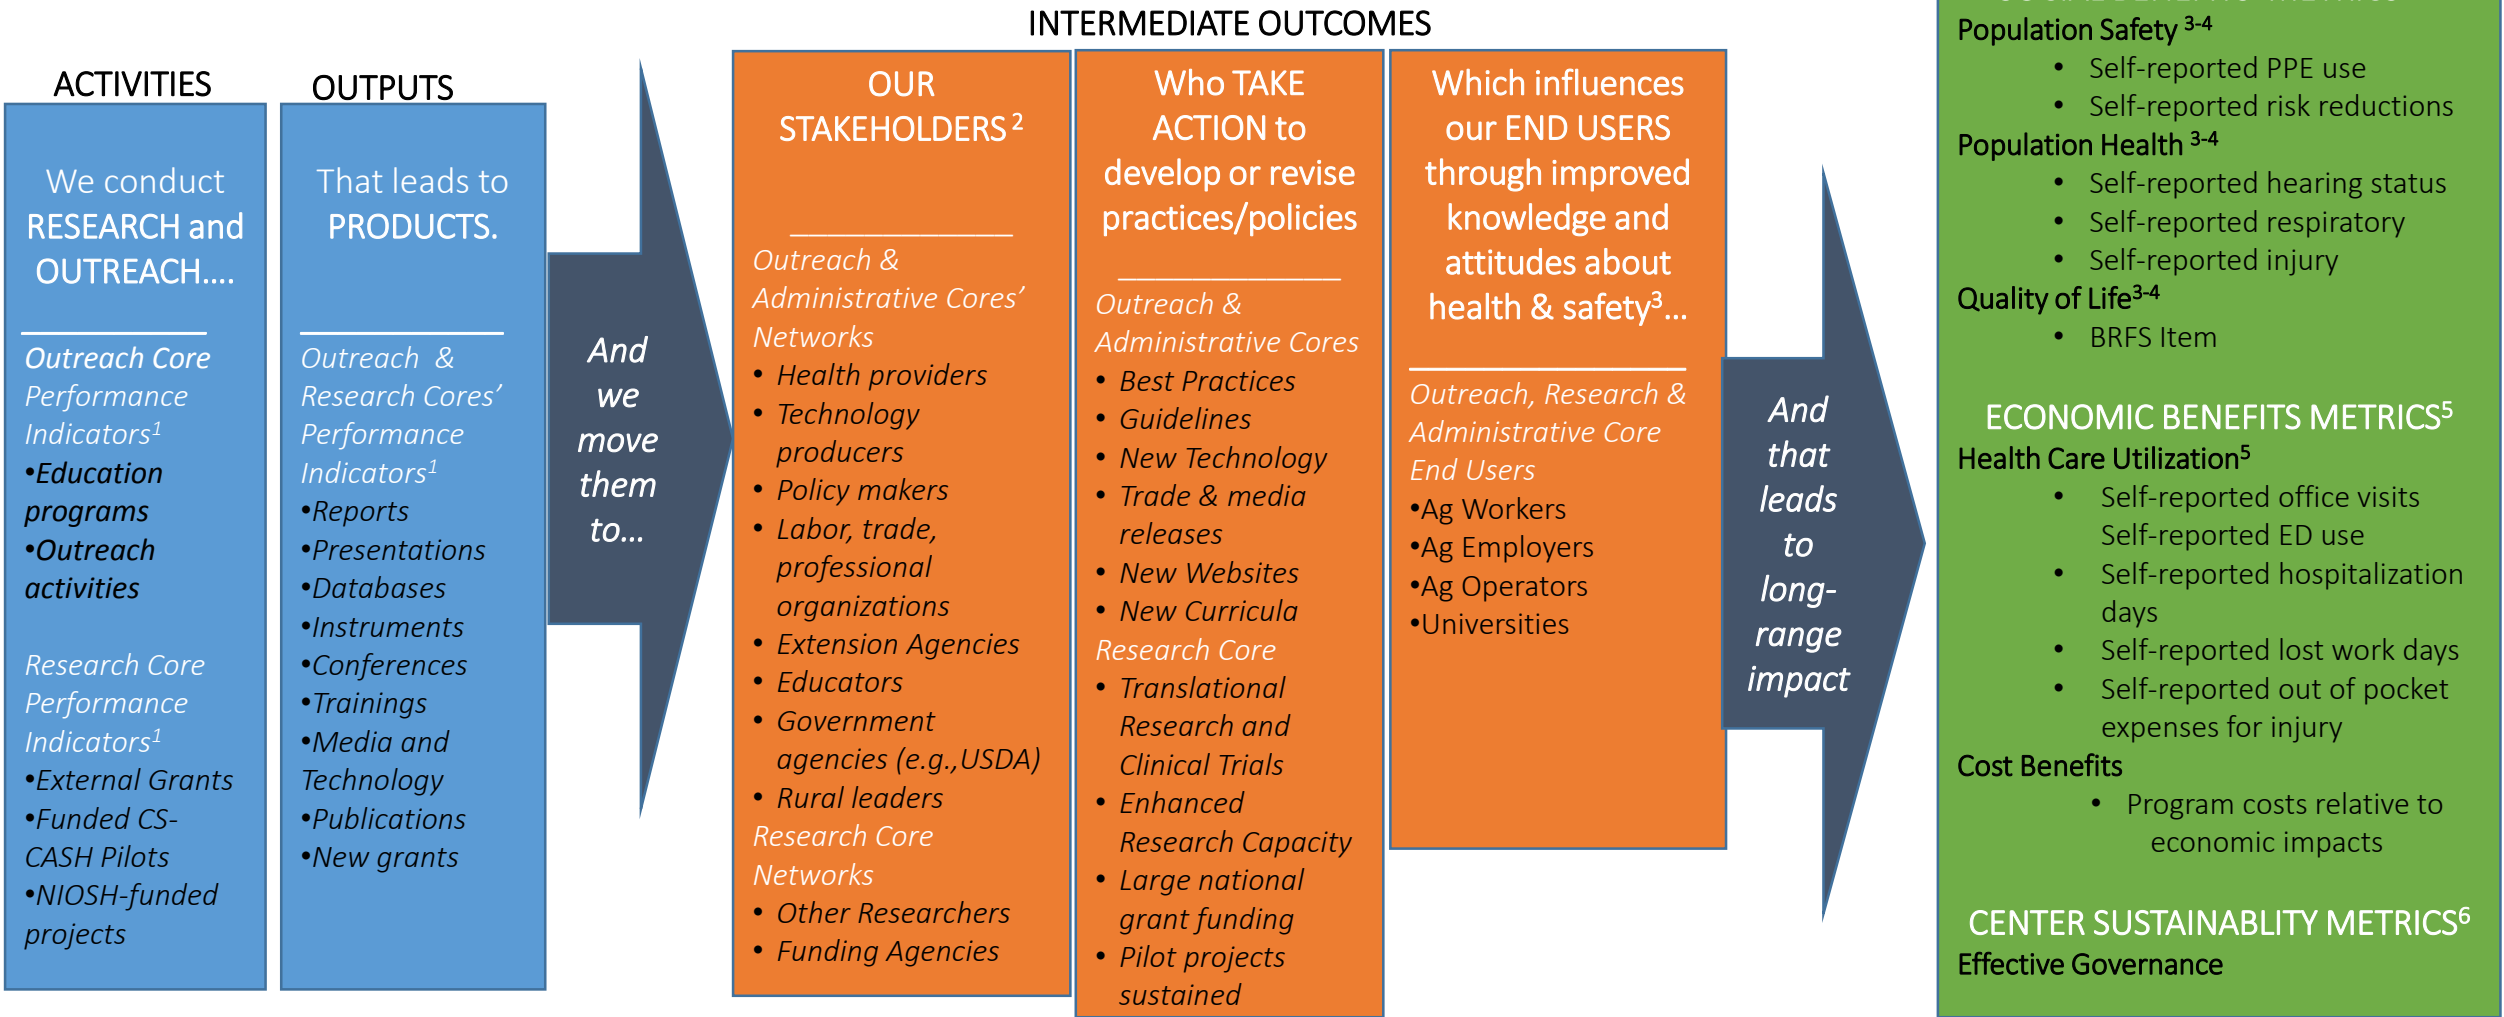 INTERMEDIATE OUTCOMES
ACTIVITIES
We conduct
RESEARCH and
OUTREACH....
Outreach Core
Performance
Indicators1
•Education
programs
•Outreach
activities
Research Core
Performance
Indicators1
•External Grants
•Funded CS-
CASH Pilots
•NIOSH-funded
projects
OUTPUTS
That leads to
PRODUCTS.
Outreach &
Research Cores’
Performance
Indicators1
•Reports
•Presentations
•Databases
•Instruments
•Conferences
•Trainings
•Media and
Technology
•Publications
•New grants
And
we
move
them
to...
OUR
STAKEHOLDERS 2
Outreach &
Administrative Cores’
Networks
• Health providers
• Technology
producers
• Policy makers
• Labor, trade,
professional
organizations
• Extension Agencies
• Educators
• Government
agencies (e.g.,USDA)
• Rural leaders
Research Core
Networks
• Other Researchers
• Funding Agencies
Who TAKE
ACTION to
develop or revise
practices/policies
Outreach &
Administrative Cores
• Best Practices
• Guidelines
• New Technology
• Trade & media
releases
• New Websites
• New Curricula
Research Core
• Translational
Research and
Clinical Trials
• Enhanced
Research Capacity
• Large national
grant funding
• Pilot projects
sustained
Which influences
our END USERS
through improved
knowledge and
attitudes about
health & safety3...
Outreach, Research &
Administrative Core
End Users
•Ag Workers
•Ag Employers
•Ag Operators
•Universities
And
that
leads
to
long-
range
impact
Population Safety 3-4
• Self-reported PPE use
• Self-reported risk reductions
Population Health 3-4
• Self-reported hearing status
• Self-reported respiratory
• Self-reported injury
Quality of Life3-4
• BRFS Item
ECONOMIC BENEFITS METRICS5
Health Care Utilization5
• Self-reported office visits
Self-reported ED use
• Self-reported hospitalization
days
• Self-reported lost work days
• Self-reported out of pocket
expenses for injury
Cost Benefits
• Program costs relative to
economic impacts
CENTER SUSTAINABLITY METRICS6
Effective Governance